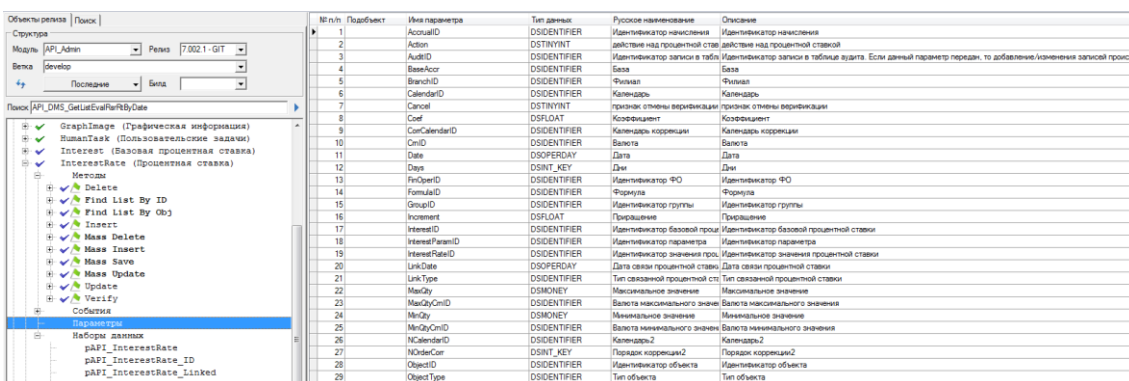 Объекты релиза Поиск
Структура
Модуль API_Admin Релиз 7.002.1 - GIT
Ветка develop
Последние Билд
Поиск API_DMS_GetListEvalRsrRtByDate
GraphImage (Графическая информация)
HumanTask (Пользовательские задачи)
Interest (Базовая процентная ставка)
InterestRate (Процентная ставка)
Методы
Delete
Find List By ID
Find List By Obj
Insert
Mass Delete
Mass Insert
Mass Save
Mass Update
Update
Verify
События
Параметры
Наборы данных
pAPI_InterestRate
pAPI_InterestRate_ID
pAPI_InterestRate_Linked
№ п/п Подобъект Имя параметра Тип данных Русское наименование Описание
1 AccrualID DSIDENTIFIER Идентификатор начисления Идентификатор начисления
2 Action DSTINYINT действие над процентной став действие над процентной ставкой
3 AuditID DSIDENTIFIER Идентификатор записи в табл Идентификатор записи в таблице аудита. Если данный параметр передан, то добавление/изменения записей проис
4 BaseAccr DSIDENTIFIER База База
5 BranchID DSIDENTIFIER Филиал Филиал
6 CalendarID DSIDENTIFIER Календарь Календарь
7 Cancel DSTINYINT признак отмены верификации признак отмены верификации
8 Coef DSFLOAT Коэффициент Коэффициент
9 CorrCalendarID DSIDENTIFIER Календарь коррекции Календарь коррекции
10 CrnID DSIDENTIFIER Валюта Валюта
11 Date DSOPERDAY Дата Дата
12 Days DSINT_KEY Дни Дни
13 FinOperID DSIDENTIFIER Идентификатор ФО Идентификатор ФО
14 FormulaID DSIDENTIFIER Формула Формула
15 GroupID DSIDENTIFIER Идентификатор группы Идентификатор группы
16 Increment DSFLOAT Приращение Приращение
17 InterestID DSIDENTIFIER Идентификатор базовой проце Идентификатор базовой процентной ставки
18 InterestParamID DSIDENTIFIER Идентификатор параметра Идентификатор параметра
19 InterestRateID DSIDENTIFIER Идентификатор значения проц Идентификатор значения процентной ставки
20 LinkDate DSOPERDAY Дата связи процентной ставки Дата связи процентной ставки
21 LinkType DSIDENTIFIER Тип связанной процентной ста Тип связанной процентной ставки
22 MaxQty DSMONEY Максимальное значение Максимальное значение
23 MaxQtyCrnID DSIDENTIFIER Валюта максимального значе Валюта максимального значения
24 MinQty DSMONEY Минимальное значение Минимальное значение
25 MinQtyCrnID DSIDENTIFIER Валюта минимального значен Валюта минимального значения
26 NCalendarID DSIDENTIFIER Календарь2 Календарь2
27 NOrderCorr DSINT_KEY Порядок коррекции2 Порядок коррекции2
28 ObjectID DSIDENTIFIER Идентификатор объекта Идентификатор объекта
29 ObjectType DSIDENTIFIER Тип объекта Тип объекта